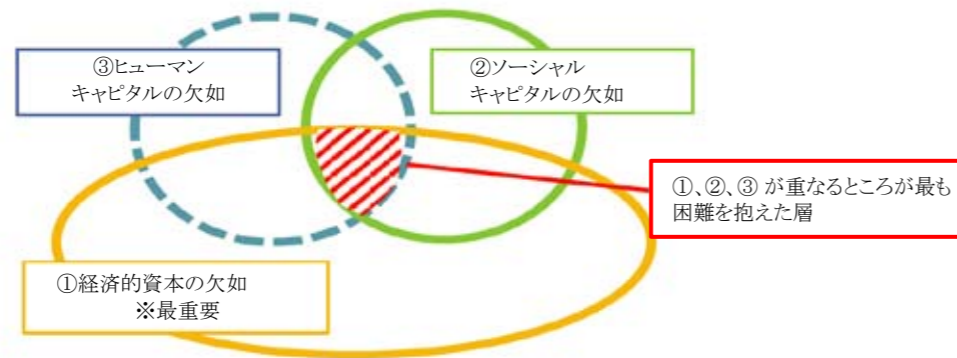 ③ヒューマン
キャピタルの欠如
②ソーシャル
キャピタルの欠如
①、②、③ が重なるところが最も
困難を抱えた層
①経済的資本の欠如
※最重要